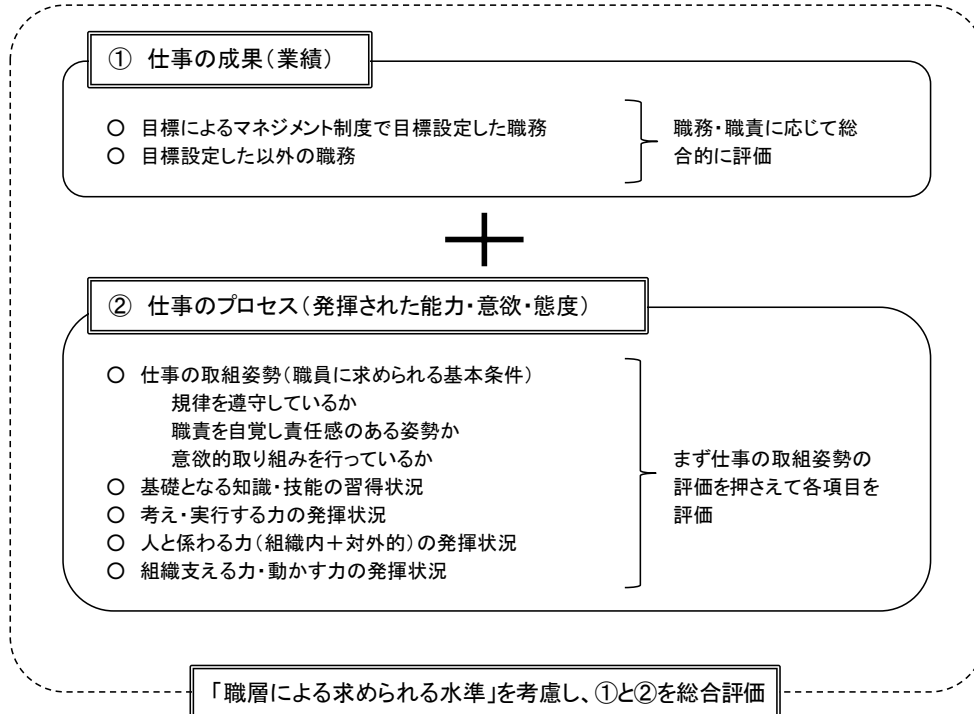 ① 仕事の成果(業績)
○ 目標によるマネジメント制度で目標設定した職務
○ 目標設定した以外の職務
職務・職責に応じて総
合的に評価
＋
② 仕事のプロセス(発揮された能力・意欲・態度)
○ 仕事の取組姿勢(職員に求められる基本条件)
規律を遵守しているか
職責を自覚し責任感のある姿勢か
意欲的取り組みを行っているか
○ 基礎となる知識・技能の習得状況
○ 考え・実行する力の発揮状況
○ 人と係わる力(組織内＋対外的)の発揮状況
○ 組織支える力・動かす力の発揮状況
まず仕事の取組姿勢の
評価を押さえて各項目を
評価
「職層による求められる水準」を考慮し、①と②を総合評価